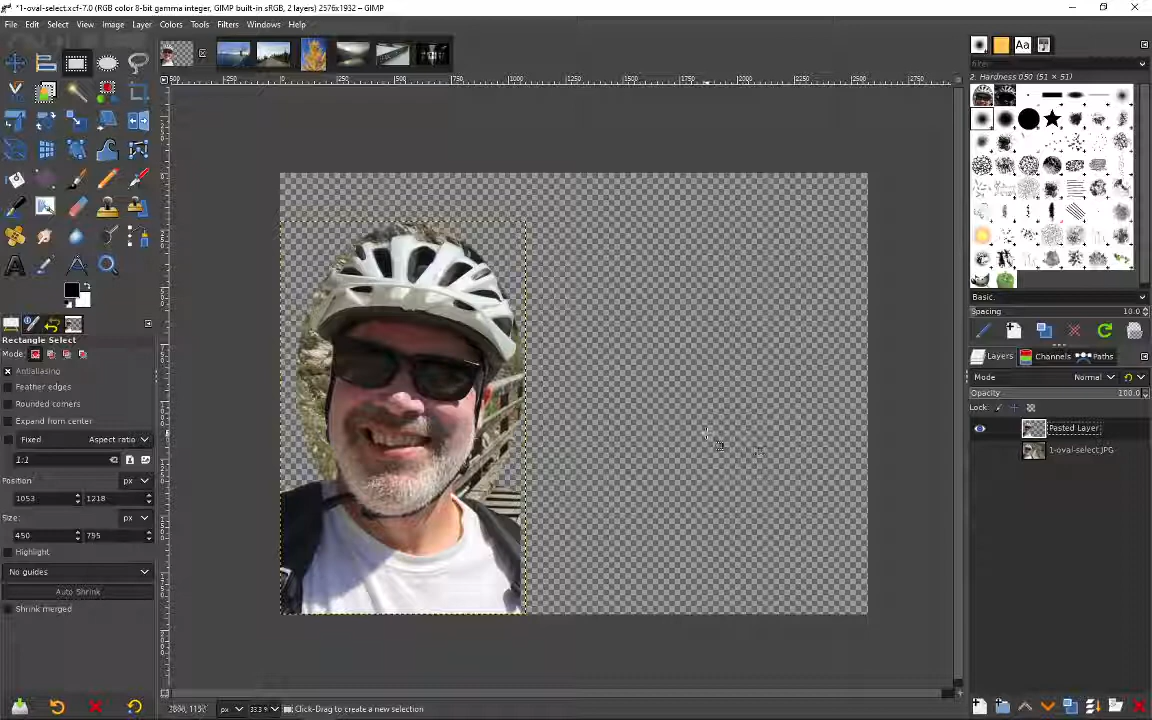 *1-oval-select.xcf-7.0 (RGB color 8-bit gamma integer, GIMP built-in sRGB, 2 layers) 2576x1932 – GIMP
File Edit Select View Image Layer Colors Tools Filters Windows Help
filter
2. Hardness 050 (51 × 51)
Basic.
Spacing 10.0
Rectangle Select
Mode:
Antialiasing
Feather edges
Rounded corners
Expand from center
Fixed Aspect ratio
1:1
Position px
1053 1218
Size: px
450 795
Highlight
No guides
Auto Shrink
Shrink merged
Layers Channels Paths
Mode Normal
Opacity 100.0
Lock:
Pasted Layer
1-oval-select.JPG
px 33.3 % Click-Drag to create a new selection